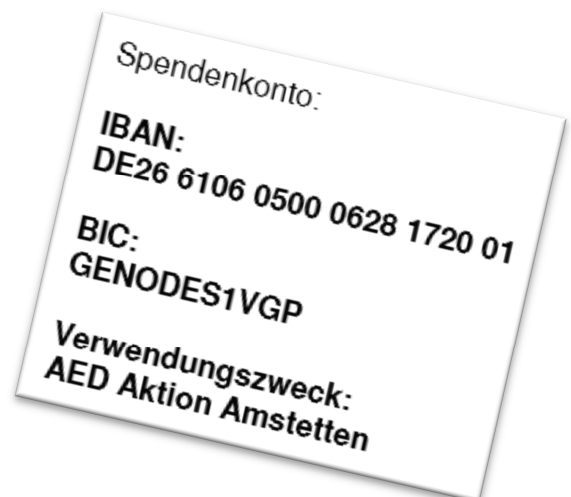 Spendenkonto:
IBAN:
DE26 6106 0500 0628 1720 01
BIC:
GENODES1VGP
Verwendungszweck:
AED Aktion Amstetten